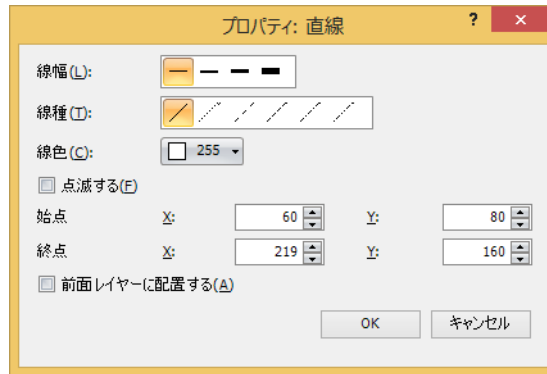 プロパティ: 直線
? ×
線幅(L):
線種(T):
線色(C): 255
点滅する(F)
始点 X: 60 Y: 80
終点 X: 219 Y: 160
前面レイヤーに配置する(A)
OK キャンセル